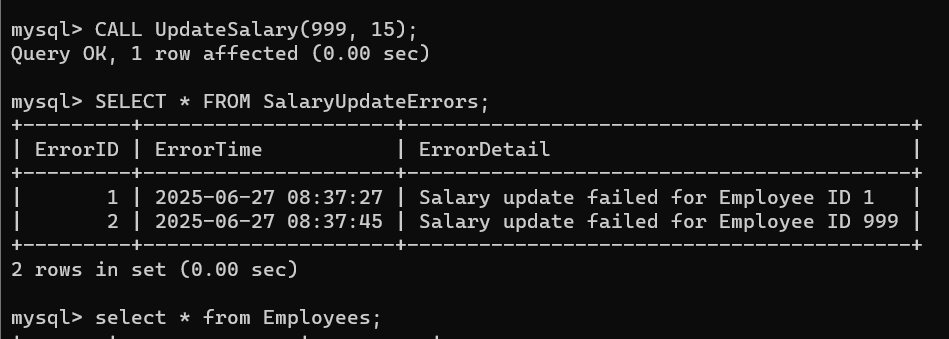 mysql> CALL UpdateSalary(999, 15);
Query OK, 1 row affected (0.00 sec)
mysql> SELECT * FROM SalaryUpdateErrors;
+---------+---------------------+------------------------------------------+
| ErrorID | ErrorTime           | ErrorDetail                              |
+---------+---------------------+------------------------------------------+
|       1 | 2025-06-27 08:37:27 | Salary update failed for Employee ID 1   |
|       2 | 2025-06-27 08:37:45 | Salary update failed for Employee ID 999 |
+---------+---------------------+------------------------------------------+
2 rows in set (0.00 sec)
mysql> select * from Employees;